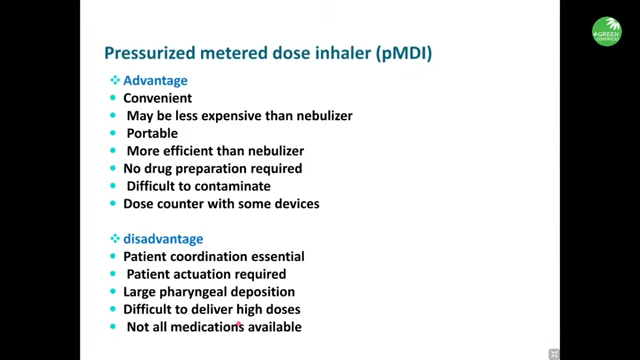 #GREEN
Pressurized metered dose inhaler (pMDI)
Advantage
Convenient
May be less expensive than nebulizer
Portable
More efficient than nebulizer
No drug preparation required
Difficult to contaminate
Dose counter with some devices
disadvantage
Patient coordination essential
Patient actuation required
Large pharyngeal deposition
Difficult to deliver high doses
Not all medications available